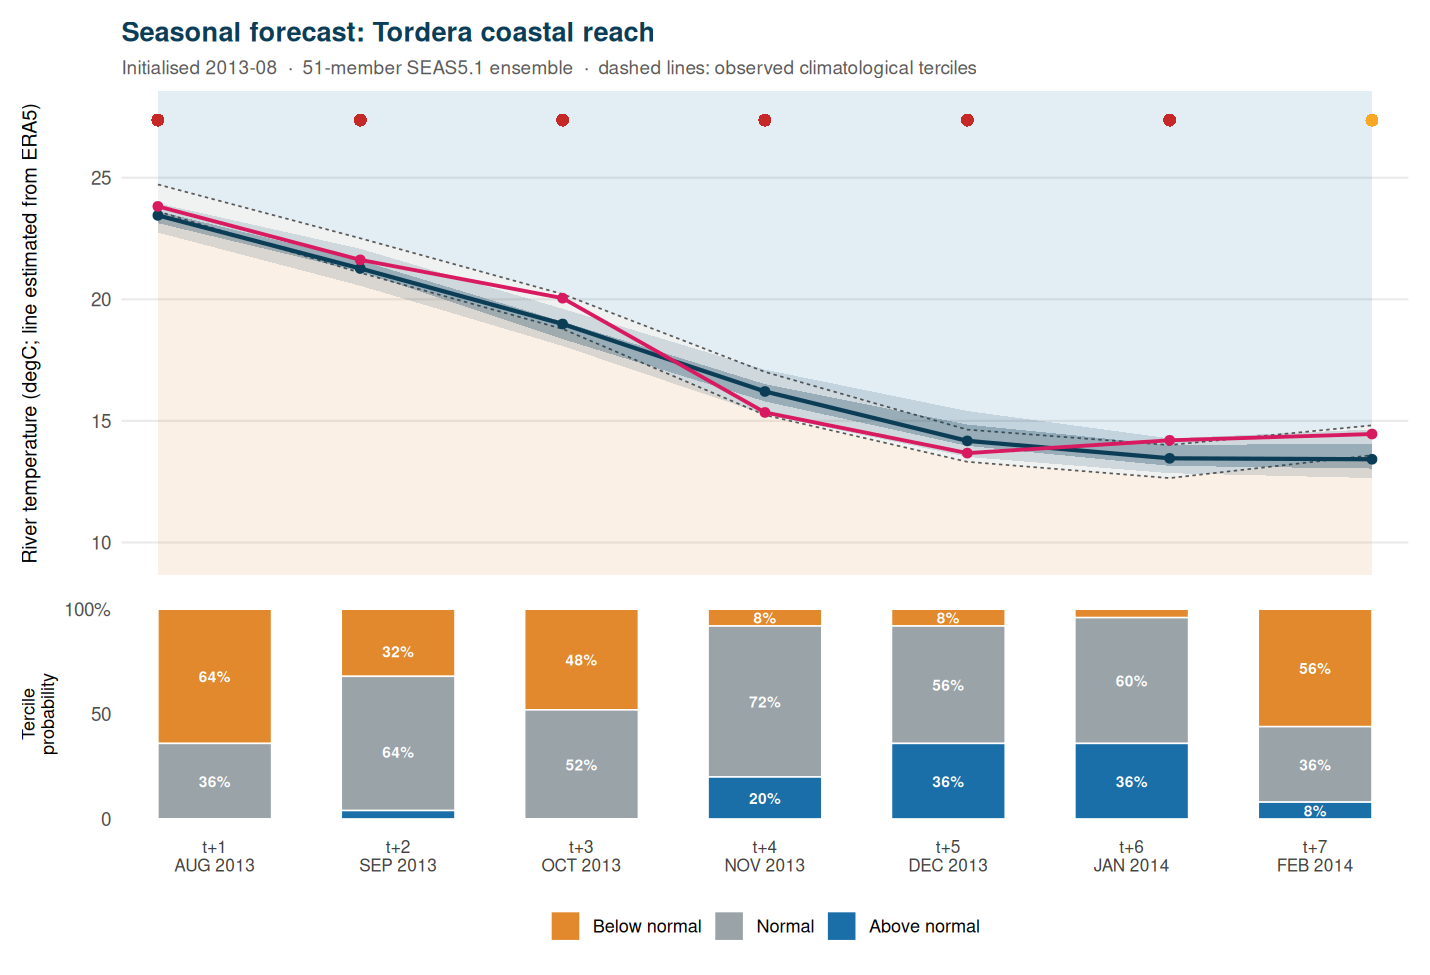 Seasonal forecast: Tordera coastal reach
Initialised 2013-08 · 51-member SEAS5.1 ensemble · dashed lines: observed climatological terciles
River temperature (degC; line estimated from ERA5)
25
20
15
10
Tercile
probability
100%
50
0
64%
36%
32%
64%
48%
52%
8%
72%
20%
8%
56%
36%
60%
36%
56%
36%
8%
t+1
AUG 2013
t+2
SEP 2013
t+3
OCT 2013
t+4
NOV 2013
t+5
DEC 2013
t+6
JAN 2014
t+7
FEB 2014
Below normal
Normal
Above normal